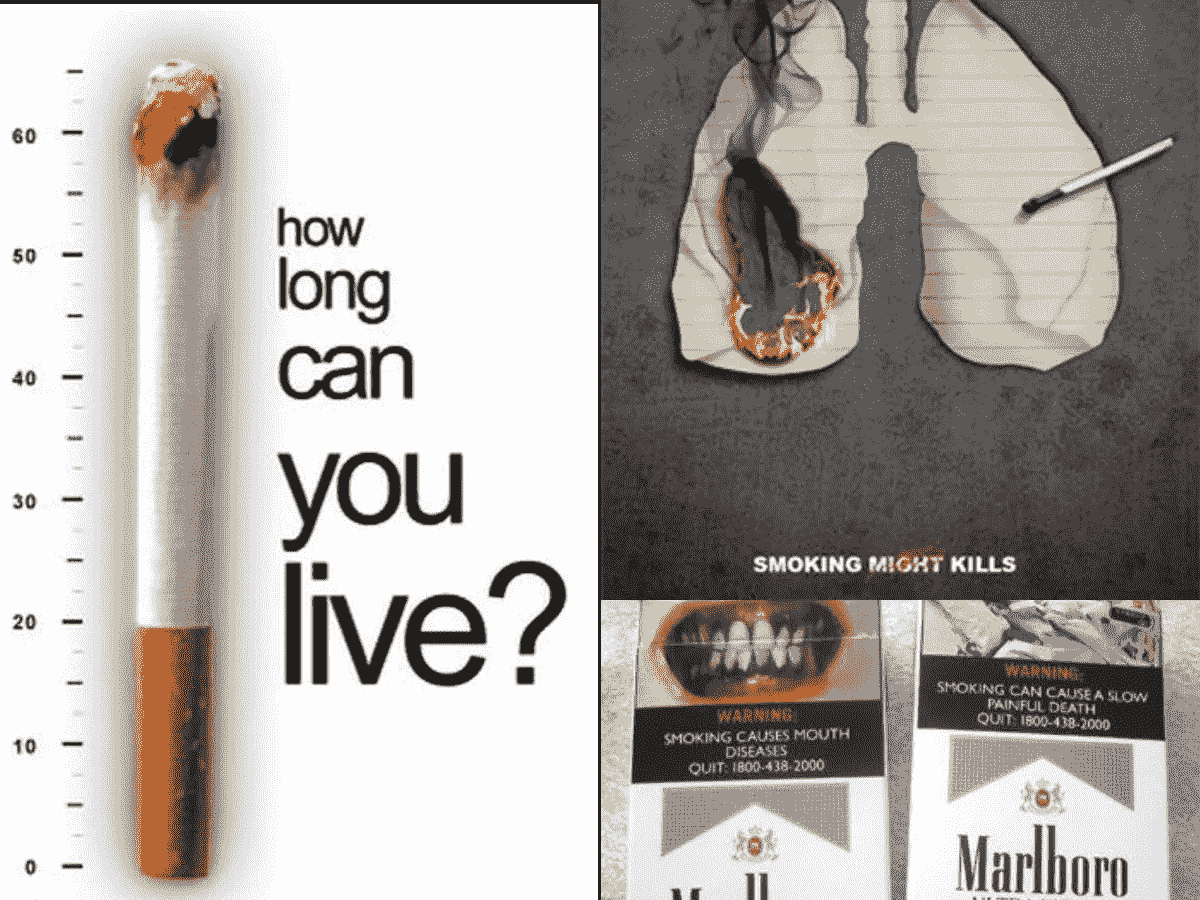 60
50
40
30
20
10
0
how
long
can
you
live?
SMOKING MIGHT KILLS
WARNING:
SMOKING CAUSES MOUTH
DISEASES
QUIT: 1800-438-2000
WARNING:
SMOKING CAN CAUSE A SLOW
PAINFUL DEATH
QUIT: 1800-438-2000
Marlboro